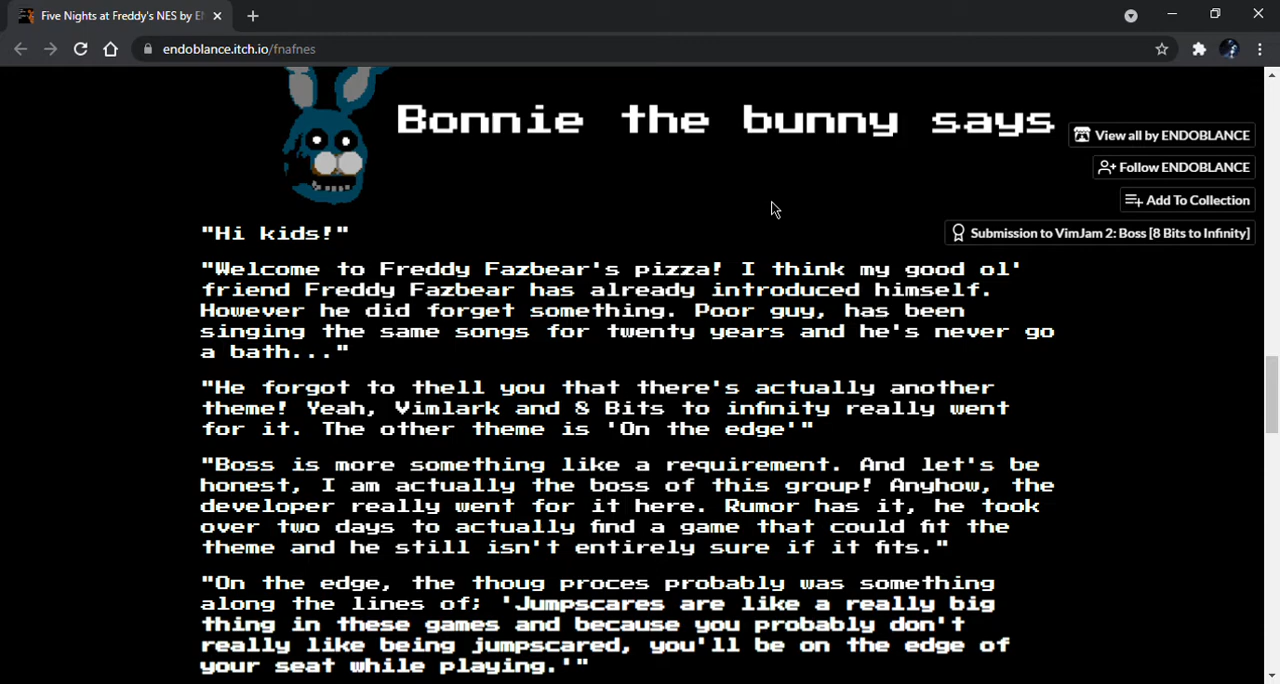 Five Nights at Freddy's NES by
endoblance.itch.io/fnafnes
Bonnie the bunny says
View all by ENDOBLANCE
Follow ENDOBLANCE
Add To Collection
Submission to VimJam 2: Boss [8 Bits to Infinity]
"Hi kids!"
"Welcome to Freddy Fazbear's pizza! I think my good ol'
friend Freddy Fazbear has already introduced himself.
However he did forget something. Poor guy, has been
singing the same songs for twenty years and he's never go
a bath..."
"He forgot to thell you that there's actually another
theme! Yeah, Vimlark and 8 Bits to infinity really went
for it. The other theme is 'On the edge'"
"Boss is more something like a requirement. And let's be
honest, I am actually the boss of this group! Anyhow, the
developer really went for it here. Rumor has it, he took
over two days to actually find a game that could fit the
theme and he still isn't entirely sure if it fits."
"On the edge, the thoug proces probably was something
along the lines of; 'Jumpscares are like a really big
thing in these games and because you probably don't
really like being jumpscared, you'll be on the edge of
your seat while playing.'"